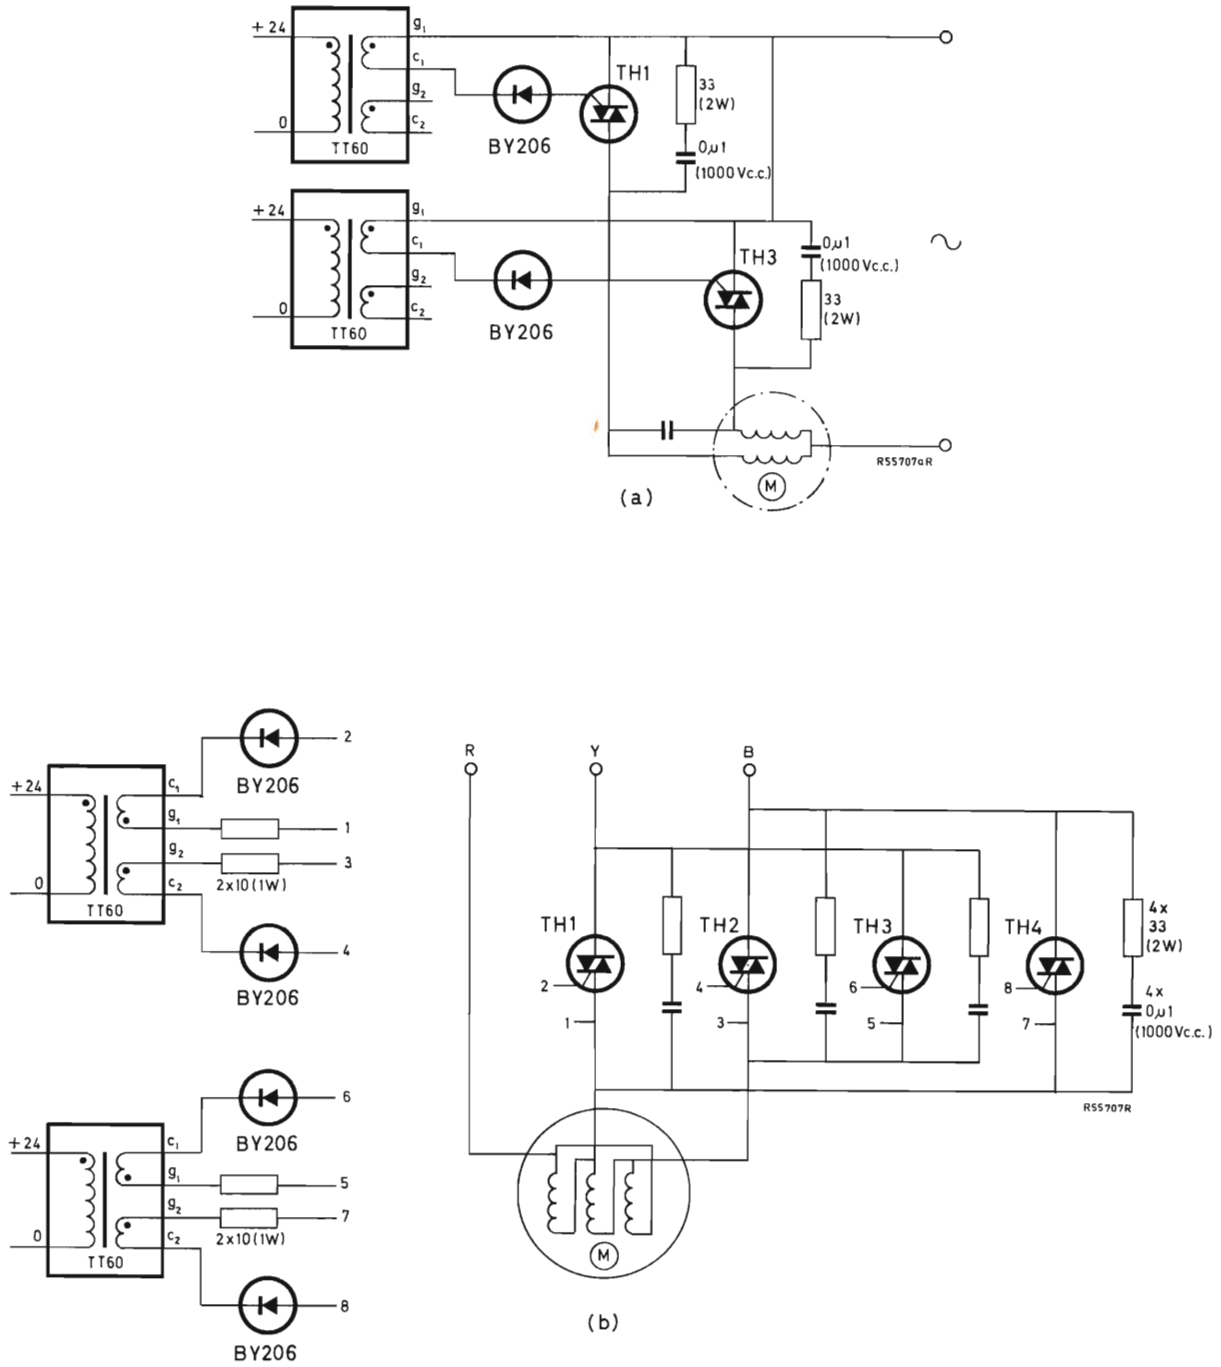 +24
g1
c1
g2
c2
0
TT60
BY206
TH1
33
(2W)
0,µ1
(1000 Vc.c.)
+24
g1
c1
g2
c2
0
TT60
BY206
TH3
0,µ1
(1000 Vc.c.)
33
(2W)
M
R55707aR
(a)
2
BY206
+24
c1
g1
1
g2
3
2x10 (1W)
0
c2
TT60
4
BY206
6
BY206
+24
c1
g1
5
g2
7
2x10 (1W)
0
c2
TT60
8
BY206
R Y B
TH1 TH2 TH3 TH4
4x
33
(2W)
2 4 6 8
4x
0,µ1
(1000 Vc.c.)
1 3 5 7
R55707R
M
(b)